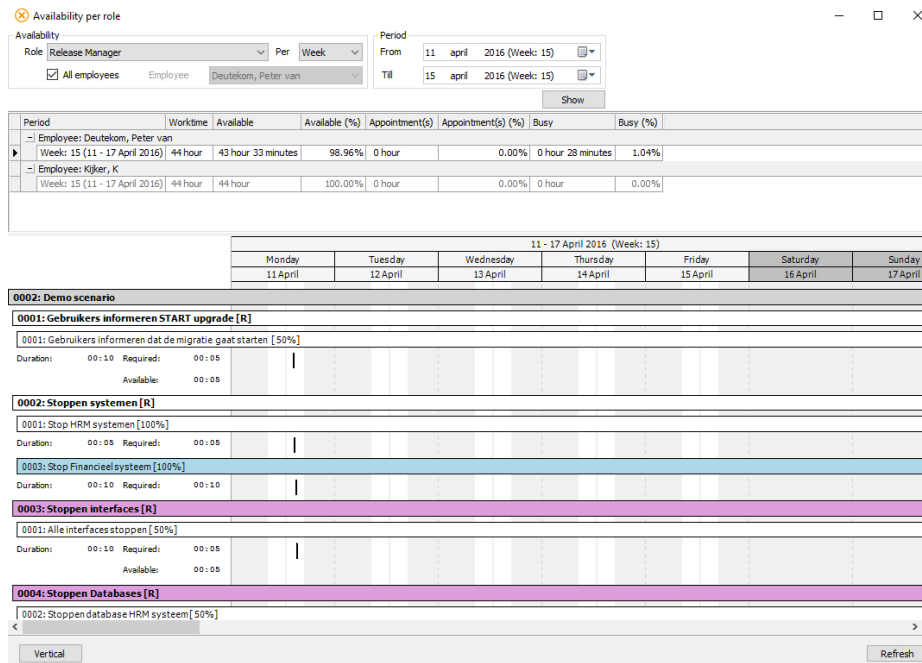 Availability per role
Availability
Role Release Manager Per Week
All employees Employee Deutekom, Peter van
Period
From 11 april 2016 (Week: 15)
Till 15 april 2016 (Week: 15)
Show
Period Worktime Available Available (%) Appointment(s) Appointment(s) (%) Busy Busy (%)
Employee: Deutekom, Peter van
Week: 15 (11 - 17 April 2016) 44 hour 43 hour 33 minutes 98.96% 0 hour 0.00% 0 hour 28 minutes 1.04%
Employee: Kijker, K
Week: 15 (11 - 17 April 2016) 44 hour 44 hour 100.00% 0 hour 0.00% 0 hour 0.00%
11 - 17 April 2016 (Week: 15)
Monday Tuesday Wednesday Thursday Friday Saturday Sunday
11 April 12 April 13 April 14 April 15 April 16 April 17 April
0002: Demo scenario
0001: Gebruikers informeren START upgrade [R]
0001: Gebruikers informeren dat de migratie gaat starten [50%]
Duration: 00:10 Required: 00:05
Available: 00:05
0002: Stoppen systemen [R]
0001: Stop HRM systemen [100%]
Duration: 00:05 Required: 00:05
0003: Stop Financieel systeem [100%]
Duration: 00:10 Required: 00:10
0003: Stoppen interfaces [R]
0001: Alle interfaces stoppen [50%]
Duration: 00:10 Required: 00:05
Available: 00:05
0004: Stoppen Databases [R]
0002: Stoppen database HRM systeem [50%]
Vertical
Refresh